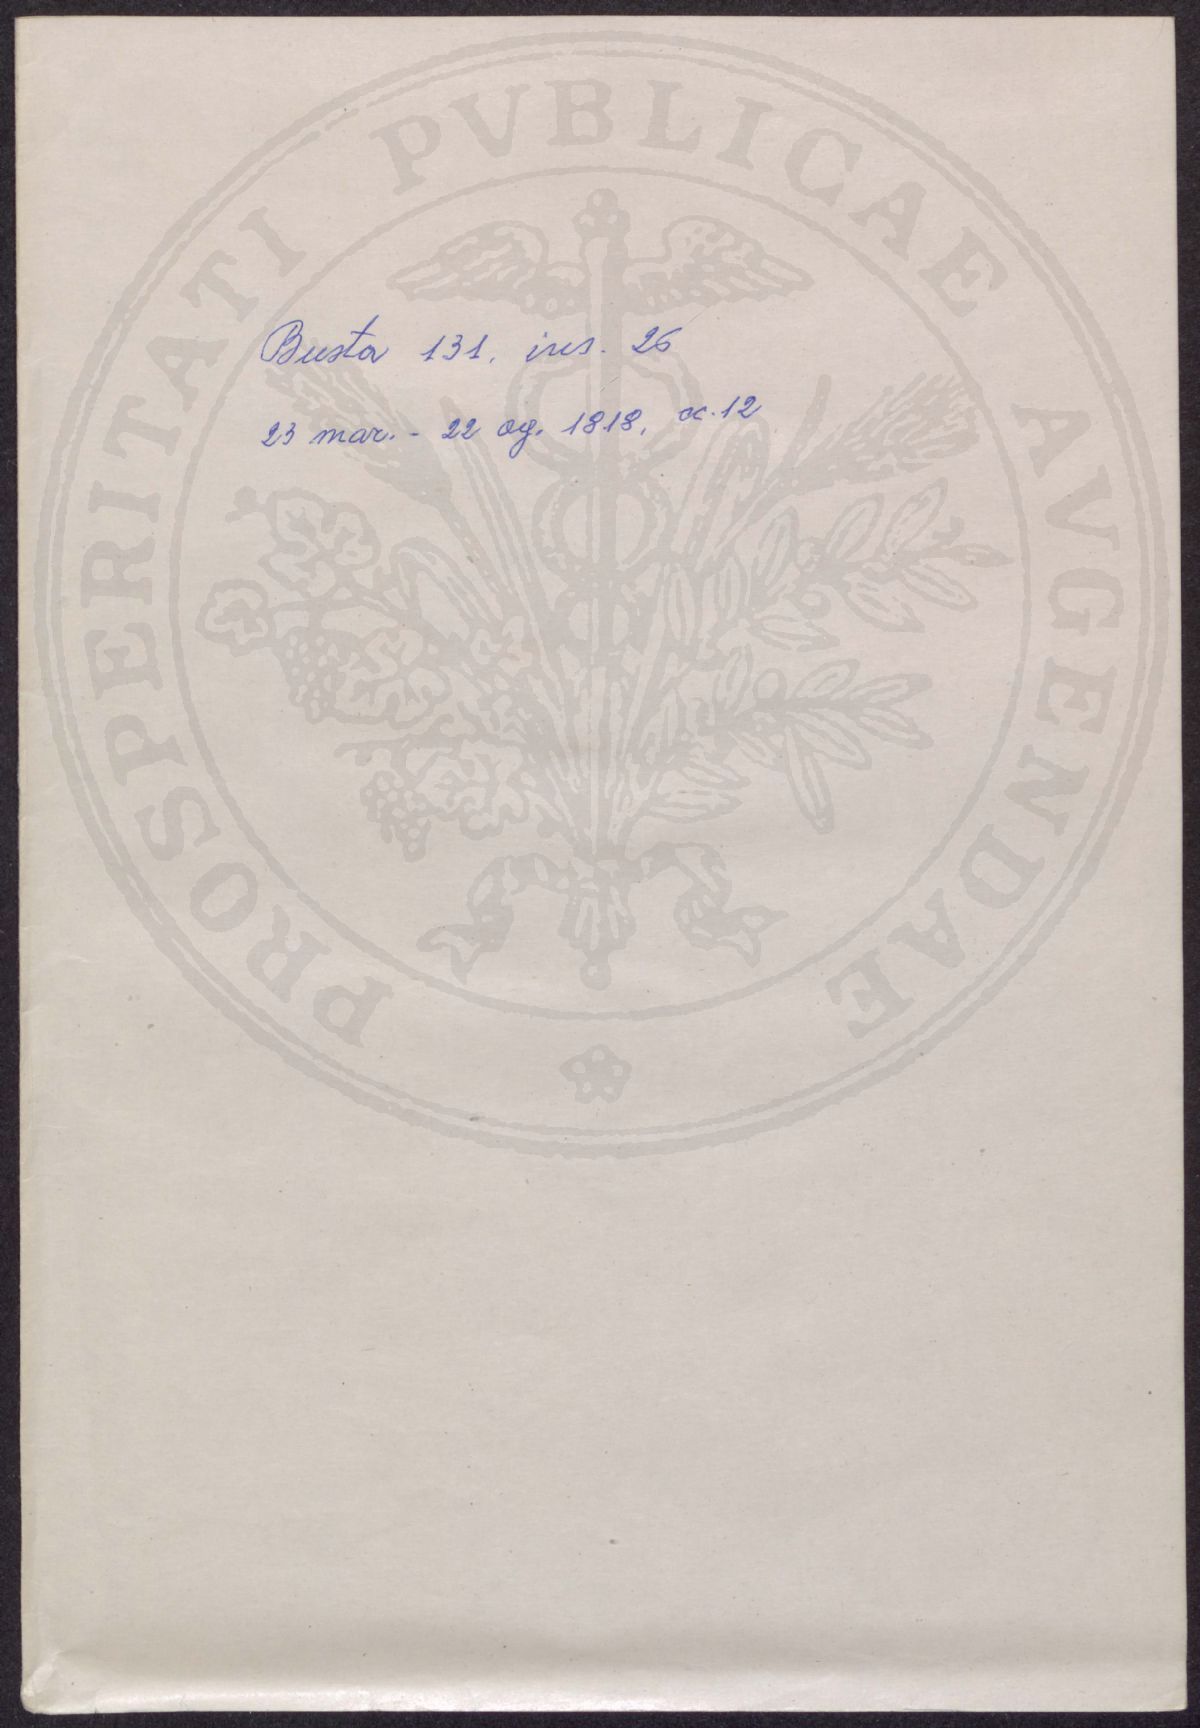 Busta 131, ins. 26
23 mar. - 22 ag. 1818, cc. 12
PROSPERITATI PVBLICAE AVGENDAE